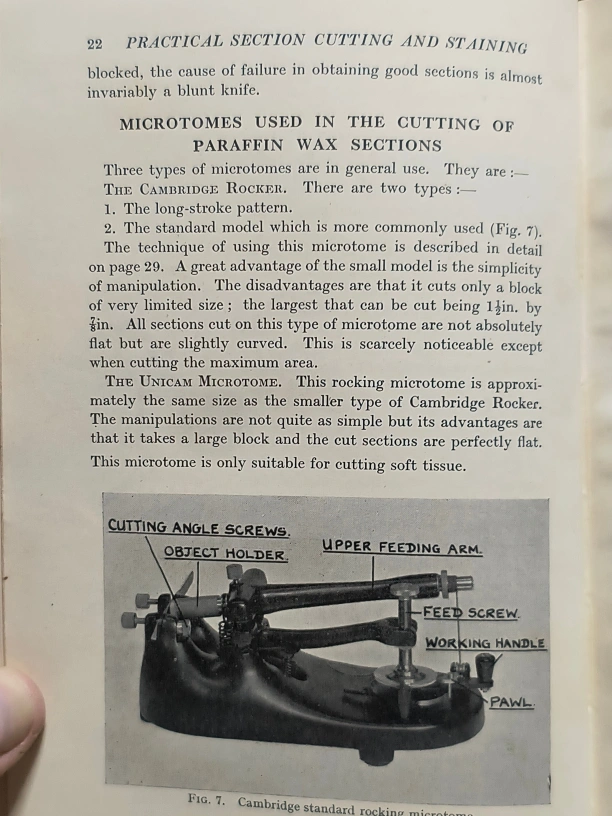 22 PRACTICAL SECTION CUTTING AND STAINING
blocked, the cause of failure in obtaining good sections is almost
invariably a blunt knife.
MICROTOMES USED IN THE CUTTING OF
PARAFFIN WAX SECTIONS
Three types of microtomes are in general use. They are :—
THE CAMBRIDGE ROCKER. There are two types :—
1. The long-stroke pattern.
2. The standard model which is more commonly used (Fig. 7).
The technique of using this microtome is described in detail
on page 29. A great advantage of the small model is the simplicity
of manipulation. The disadvantages are that it cuts only a block
of very limited size ; the largest that can be cut being 1½in. by
⅞in. All sections cut on this type of microtome are not absolutely
flat but are slightly curved. This is scarcely noticeable except
when cutting the maximum area.
THE UNICAM MICROTOME. This rocking microtome is approxi-
mately the same size as the smaller type of Cambridge Rocker.
The manipulations are not quite as simple but its advantages are
that it takes a large block and the cut sections are perfectly flat.
This microtome is only suitable for cutting soft tissue.
CUTTING ANGLE SCREWS.
OBJECT HOLDER.
UPPER FEEDING ARM.
FEED SCREW.
WORKING HANDLE
PAWL.
FIG. 7. Cambridge standard rocking microtome